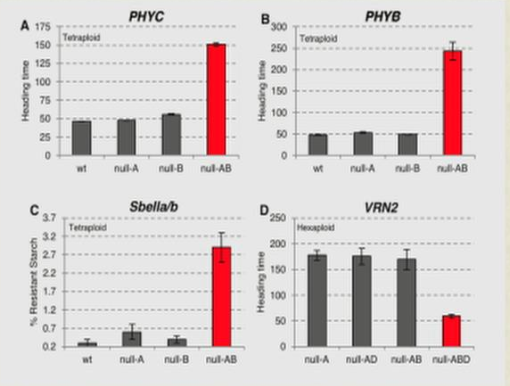 A
PHYC
Tetraploid
Heading time
175
150
125
100
75
50
25
0
wt null-A null-B null-AB
B
PHYB
Tetraploid
Heading time
300
250
200
150
100
50
0
wt null-A null-B null-AB
C
SbeIIa/b
Tetraploid
% Resistant Starch
3.7
3.2
2.7
2.2
1.7
1.2
0.7
0.2
wt null-A null-B null-AB
D
VRN2
Hexaploid
Heading time
250
200
150
100
50
0
null-A null-AD null-AB null-ABD